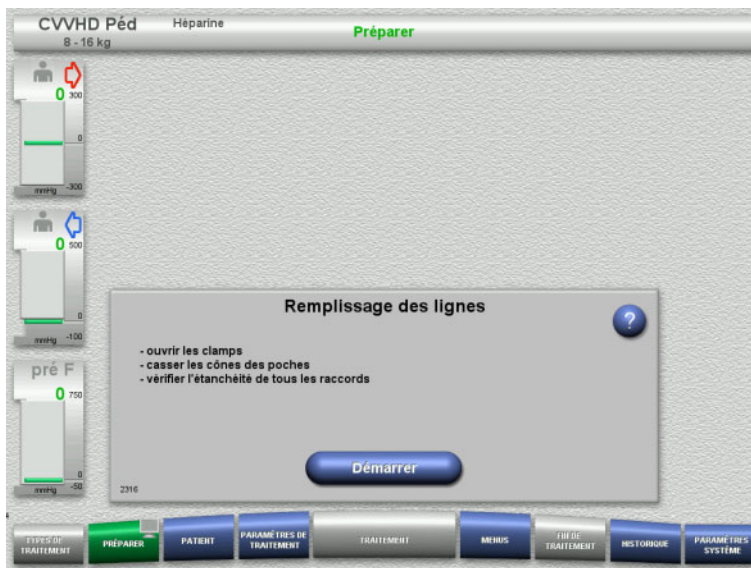 CVVHD Péd
Héparine
8 - 16 kg
Préparer
0
300
0
mmHg
-300
0
500
0
mmHg
-100
pré F
0
750
0
mmHg
-50
Remplissage des lignes
?
- ouvrir les clamps
- casser les cônes des poches
- vérifier l'étanchéité de tous les raccords
Démarrer
2316
TYPES DE
TRAITEMENT
PRÉPARER
PATIENT
PARAMÈTRES DE
TRAITEMENT
TRAITEMENT
MENUS
FIN DE
TRAITEMENT
HISTORIQUE
PARAMÈTRES
SYSTÈME